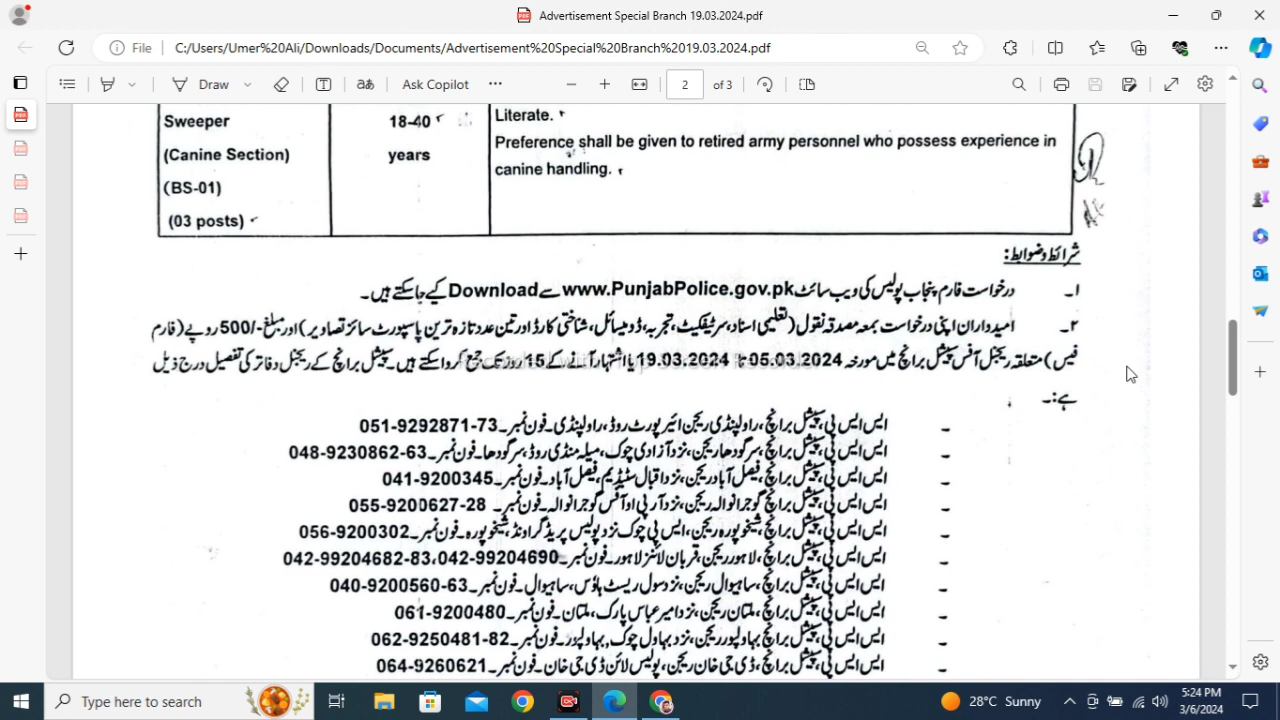 Advertisement Special Branch 19.03.2024.pdf
File C:/Users/Umer%20Ali/Downloads/Documents/Advertisement%20Special%20Branch%2019.03.2024.pdf
Draw
aあ
Ask Copilot
2 of 3
Sweeper
(Canine Section)
(BS-01)
(03 posts)
18-40
years
Literate.
Preference shall be given to retired army personnel who possess experience in
canine handling.
شرائط و ضوابط:
۱۔ درخواست فارم پنجاب پولیس کی ویب سائٹ www.PunjabPolice.gov.pk سے Download کیے جاسکتے ہیں۔
۲۔ امیدواران اپنی درخواست بمعہ مصدقہ نقول (تعلیمی اسناد، سرٹیفکیٹ، تجربہ، ڈومیسائل، شناختی کارڈ اور تین عدد تازہ ترین پاسپورٹ سائز تصاویر) اور مبلغ -/500 روپے (فارم
فیس) متعلقہ ریجنل آفس سپیشل برانچ میں مورخہ 05.03.2024 تا 19.03.2024 یا اشتہار آنے کے 15 روز تک جمع کروا سکتے ہیں۔ سپیشل برانچ کے ریجنل دفاتر کی تفصیل درج ذیل
ہے:۔
۔ ایس ایس پی، سپیشل برانچ، راولپنڈی ریجن ائیر پورٹ روڈ، راولپنڈی۔ فون نمبر۔ 051-9292871-73
۔ ایس ایس پی، سپیشل برانچ، سرگودھا ریجن، نزد آزادی چوک، میلہ منڈی روڈ، سرگودھا۔ فون نمبر۔ 048-9230862-63
۔ ایس ایس پی، سپیشل برانچ، فیصل آباد ریجن، نزد اقبال سٹیڈیم، فیصل آباد۔ فون نمبر۔ 041-9200345
۔ ایس ایس پی، سپیشل برانچ، گوجرانوالہ ریجن، نزد آر پی او آفس گوجرانوالہ۔ فون نمبر۔ 055-9200627-28
۔ ایس ایس پی، سپیشل برانچ، شیخوپورہ ریجن، ایس پی چوک نزد پولیس پریڈ گراونڈ، شیخوپورہ۔ فون نمبر۔ 056-9200302
۔ ایس ایس پی، سپیشل برانچ، لاہور ریجن، قربان لائنز لاہور۔ فون نمبر۔ 042-99204682-83،042-99204690
۔ ایس ایس پی، سپیشل برانچ، ساہیوال ریجن، نزد سول ریسٹ ہاؤس، ساہیوال۔ فون نمبر۔ 040-9200560-63
۔ ایس ایس پی، سپیشل برانچ، ملتان ریجن، نزد امیر عباس پارک، ملتان۔ فون نمبر۔ 061-9200480
۔ ایس ایس پی، سپیشل برانچ بہاولپور ریجن، نزد بہاول چوک، بہاولپور۔ فون نمبر۔ 062-9250481-82
۔ ایس ایس پی، سپیشل برانچ، ڈی جی خان ریجن، پولیس لائن ڈی جی خان۔ فون نمبر۔ 064-9260621
Type here to search
28°C Sunny
5:24 PM
3/6/2024